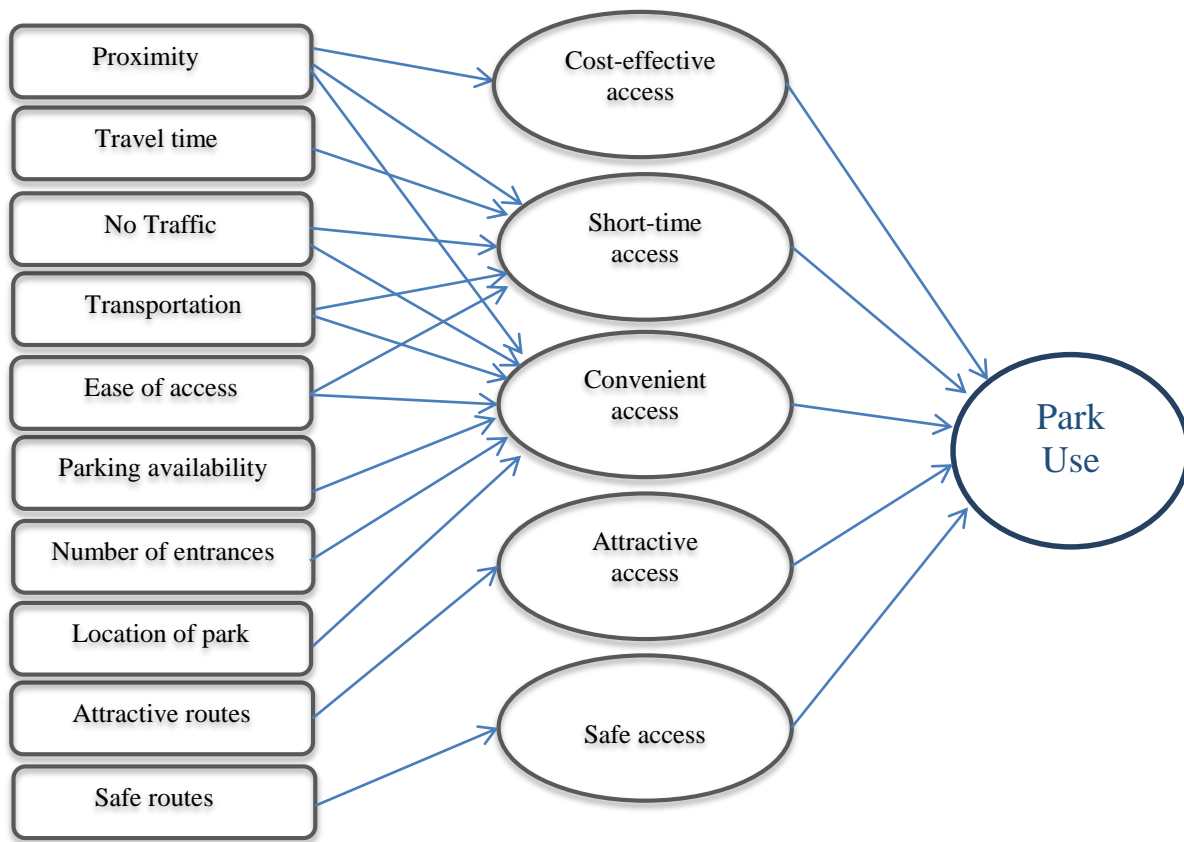 Proximity
Travel time
No Traffic
Transportation
Ease of access
Parking availability
Number of entrances
Location of park
Attractive routes
Safe routes
Cost-effective
access
Short-time
access
Convenient
access
Attractive
access
Safe access
Park
Use